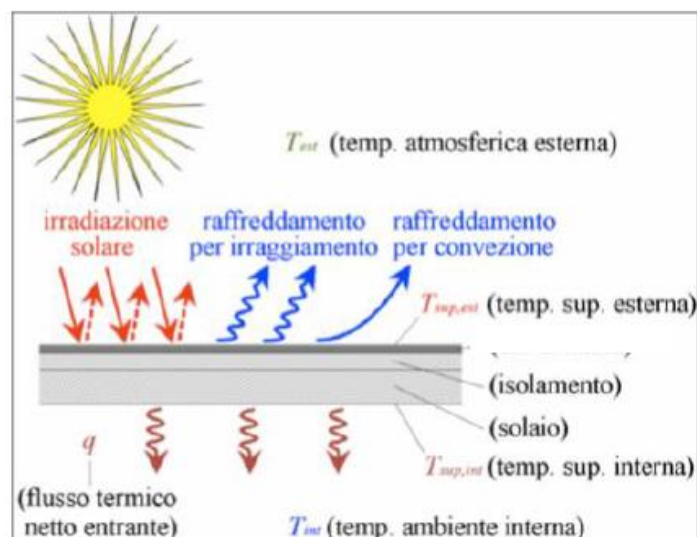 T_est (temp. atmosferica esterna)
irradiazione
solare
raffreddamento
per irraggiamento
raffreddamento
per convezione
T_sup,est (temp. sup. esterna)
(isolamento)
(solaio)
q
T_sup,int (temp. sup. interna)
(flusso termico
netto entrante)
T_int (temp. ambiente interna)